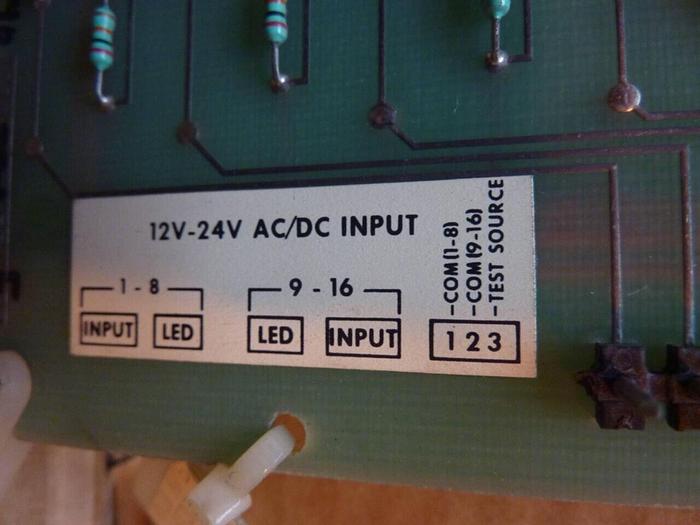 12V-24V AC/DC INPUT
-COM(1-8)
-COM(9-16)
-TEST SOURCE
1 - 8
9 - 16
INPUT LED
LED INPUT
1 2 3